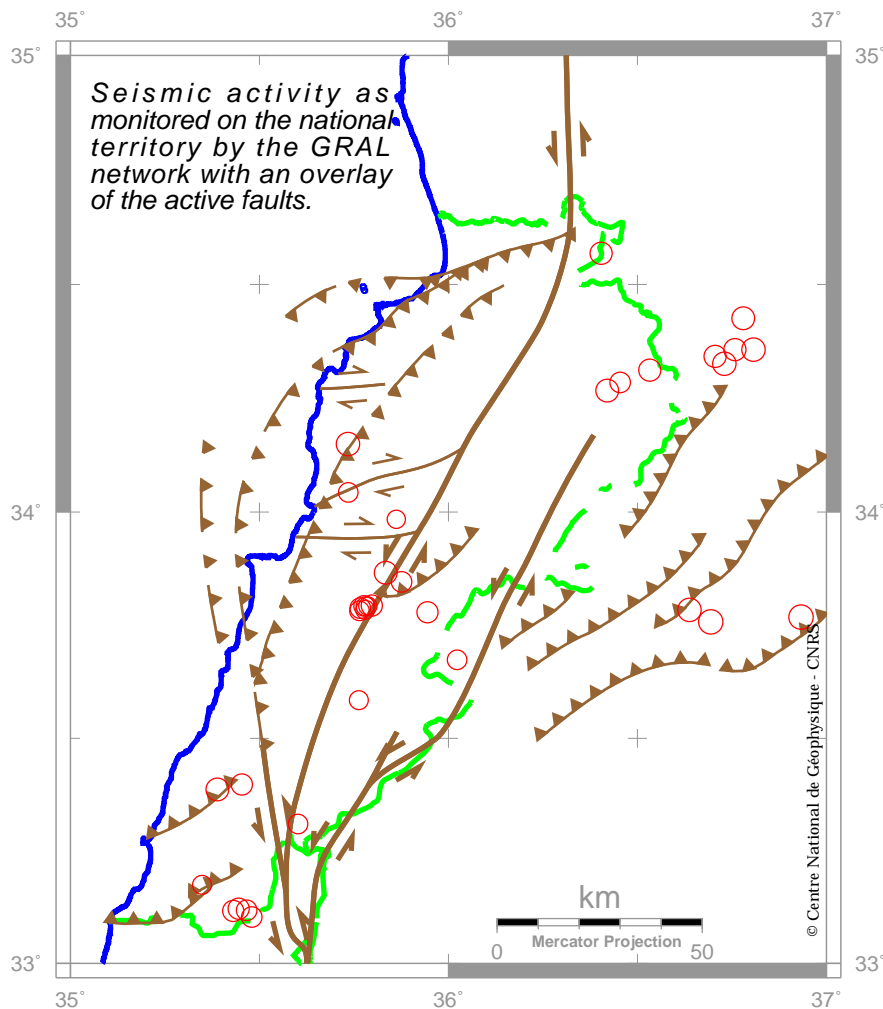 35° 36° 37°
35° 35°
Seismic activity as
monitored on the national
territory by the GRAL
network with an overlay
of the active faults.
34° 34°
© Centre National de Géophysique - CNRS
km
Mercator Projection
0 50
33° 33°
35° 36° 37°